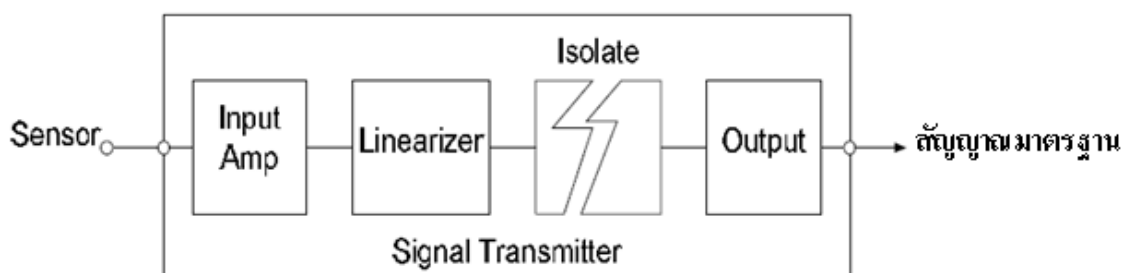 Isolate
Sensor
Input
Amp
Linearizer
Output
สัญญาณมาตรฐาน
Signal Transmitter